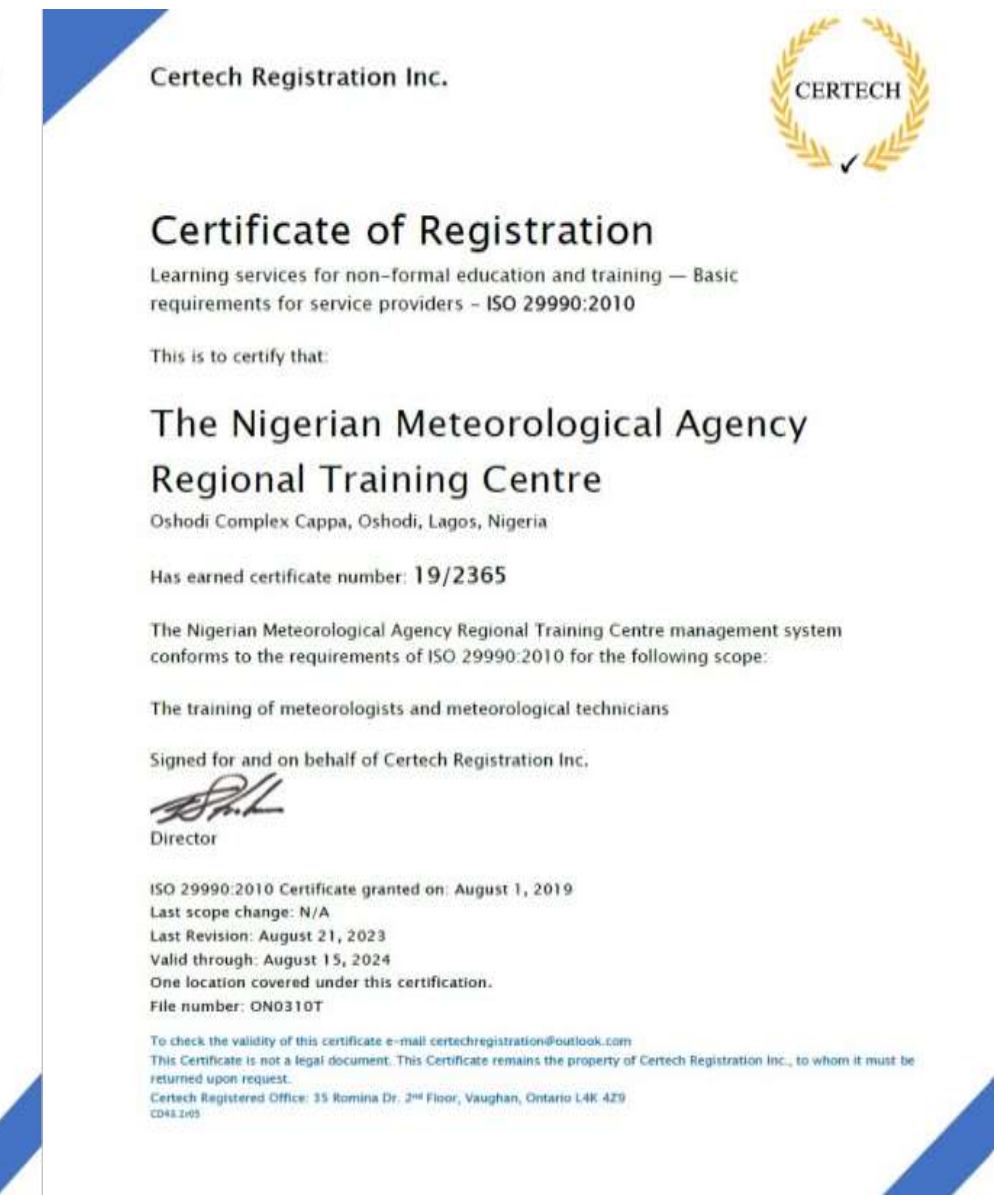 Certech Registration Inc.
CERTECH
Certificate of Registration
Learning services for non-formal education and training — Basic
requirements for service providers - ISO 29990:2010
This is to certify that:
The Nigerian Meteorological Agency
Regional Training Centre
Oshodi Complex Cappa, Oshodi, Lagos, Nigeria
Has earned certificate number: 19/2365
The Nigerian Meteorological Agency Regional Training Centre management system
conforms to the requirements of ISO 29990:2010 for the following scope:
The training of meteorologists and meteorological technicians
Signed for and on behalf of Certech Registration Inc.
Director
ISO 29990:2010 Certificate granted on: August 1, 2019
Last scope change: N/A
Last Revision: August 21, 2023
Valid through: August 15, 2024
One location covered under this certification.
File number: ON0310T
To check the validity of this certificate e-mail certechregistration@outlook.com
This Certificate is not a legal document. This Certificate remains the property of Certech Registration Inc., to whom it must be
returned upon request.
Certech Registered Office: 35 Romina Dr. 2nd Floor, Vaughan, Ontario L4K 4Z9